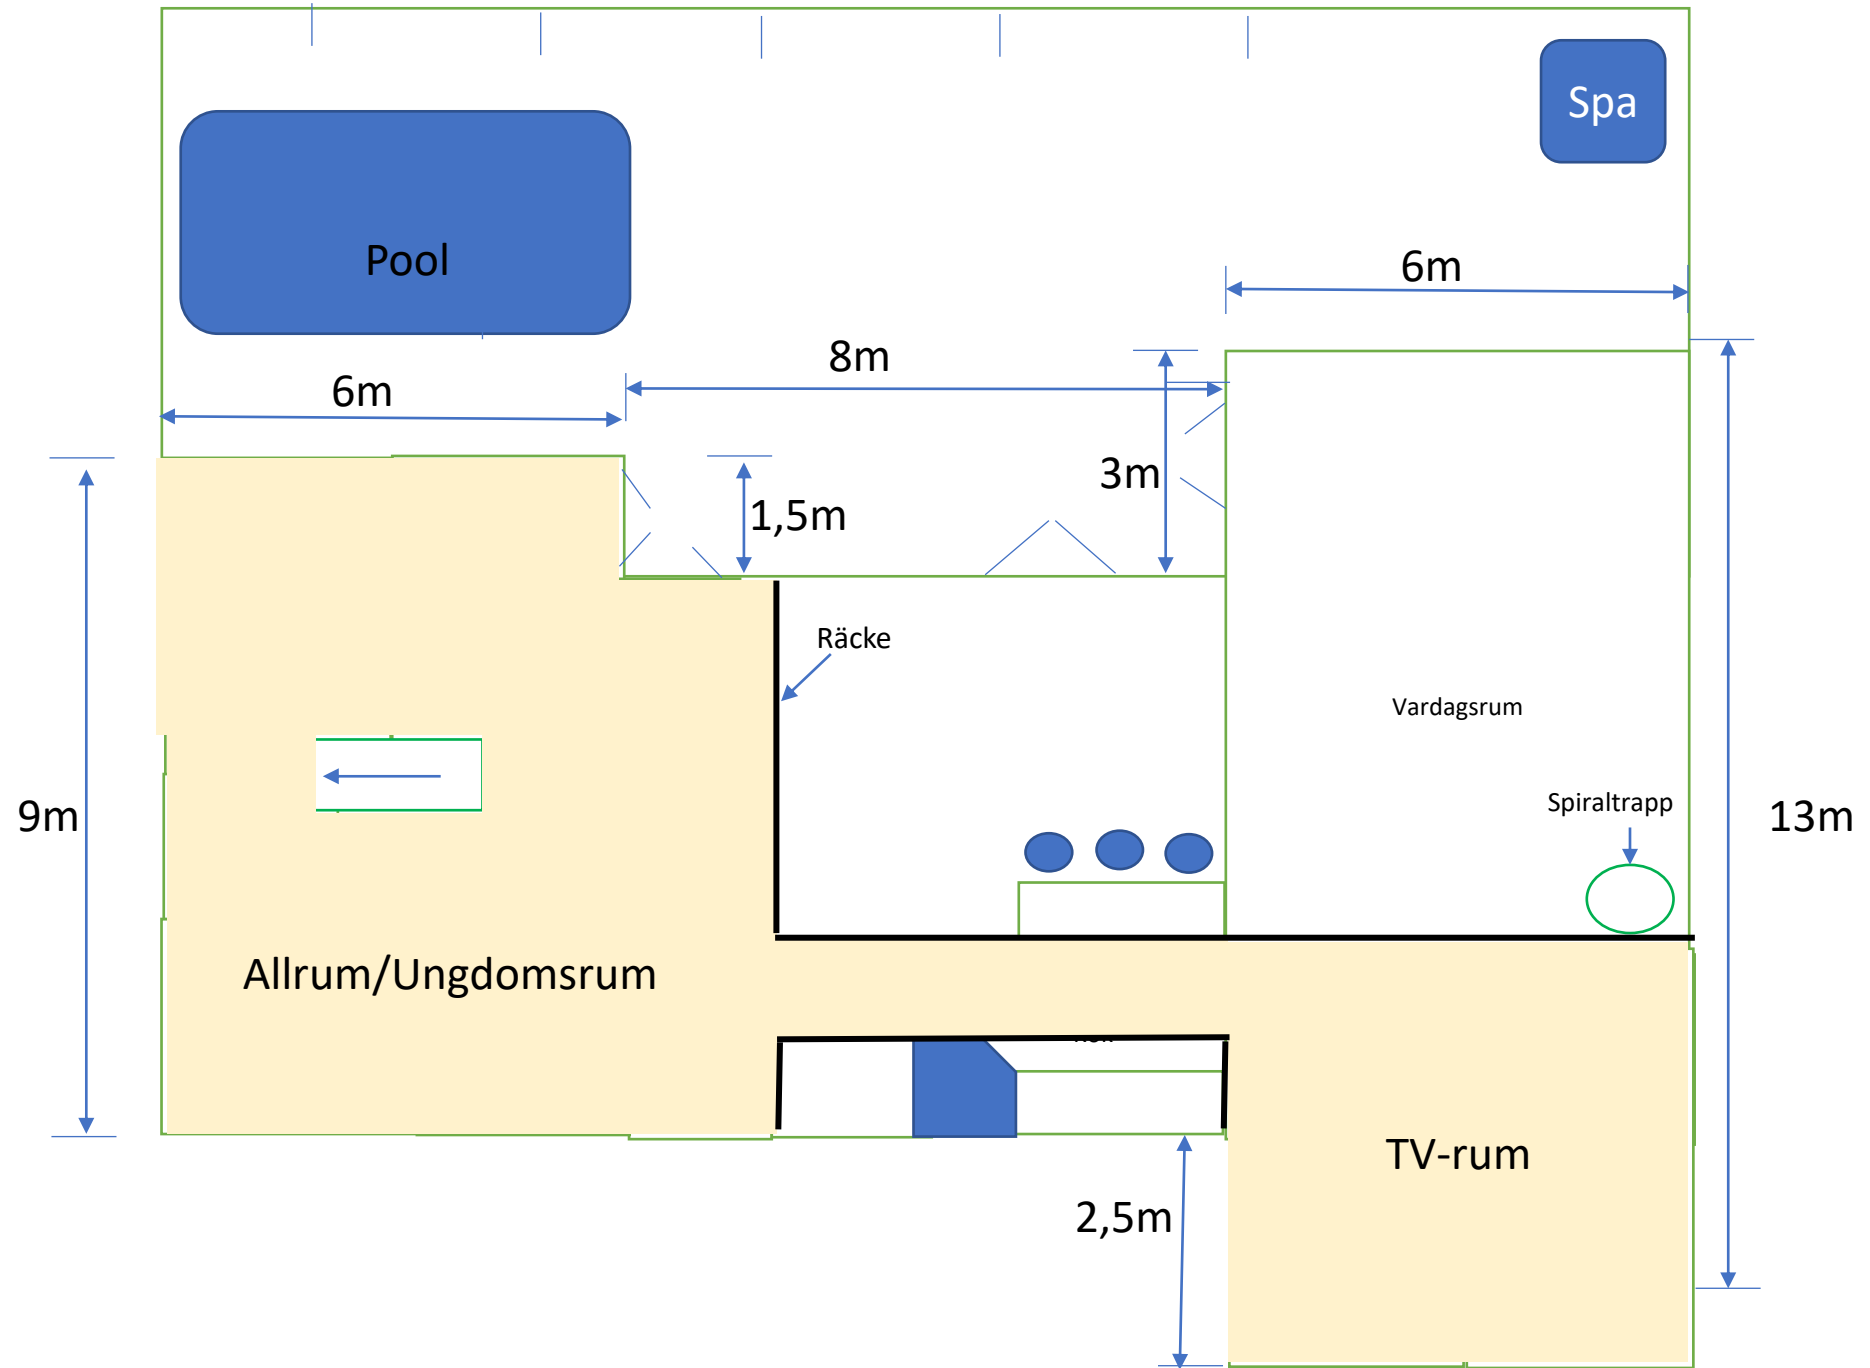 Spa
Pool
6m
8m
6m
3m
1,5m
Räcke
Vardagsrum
Spiraltrapp
9m
13m
Allrum/Ungdomsrum
TV-rum
2,5m